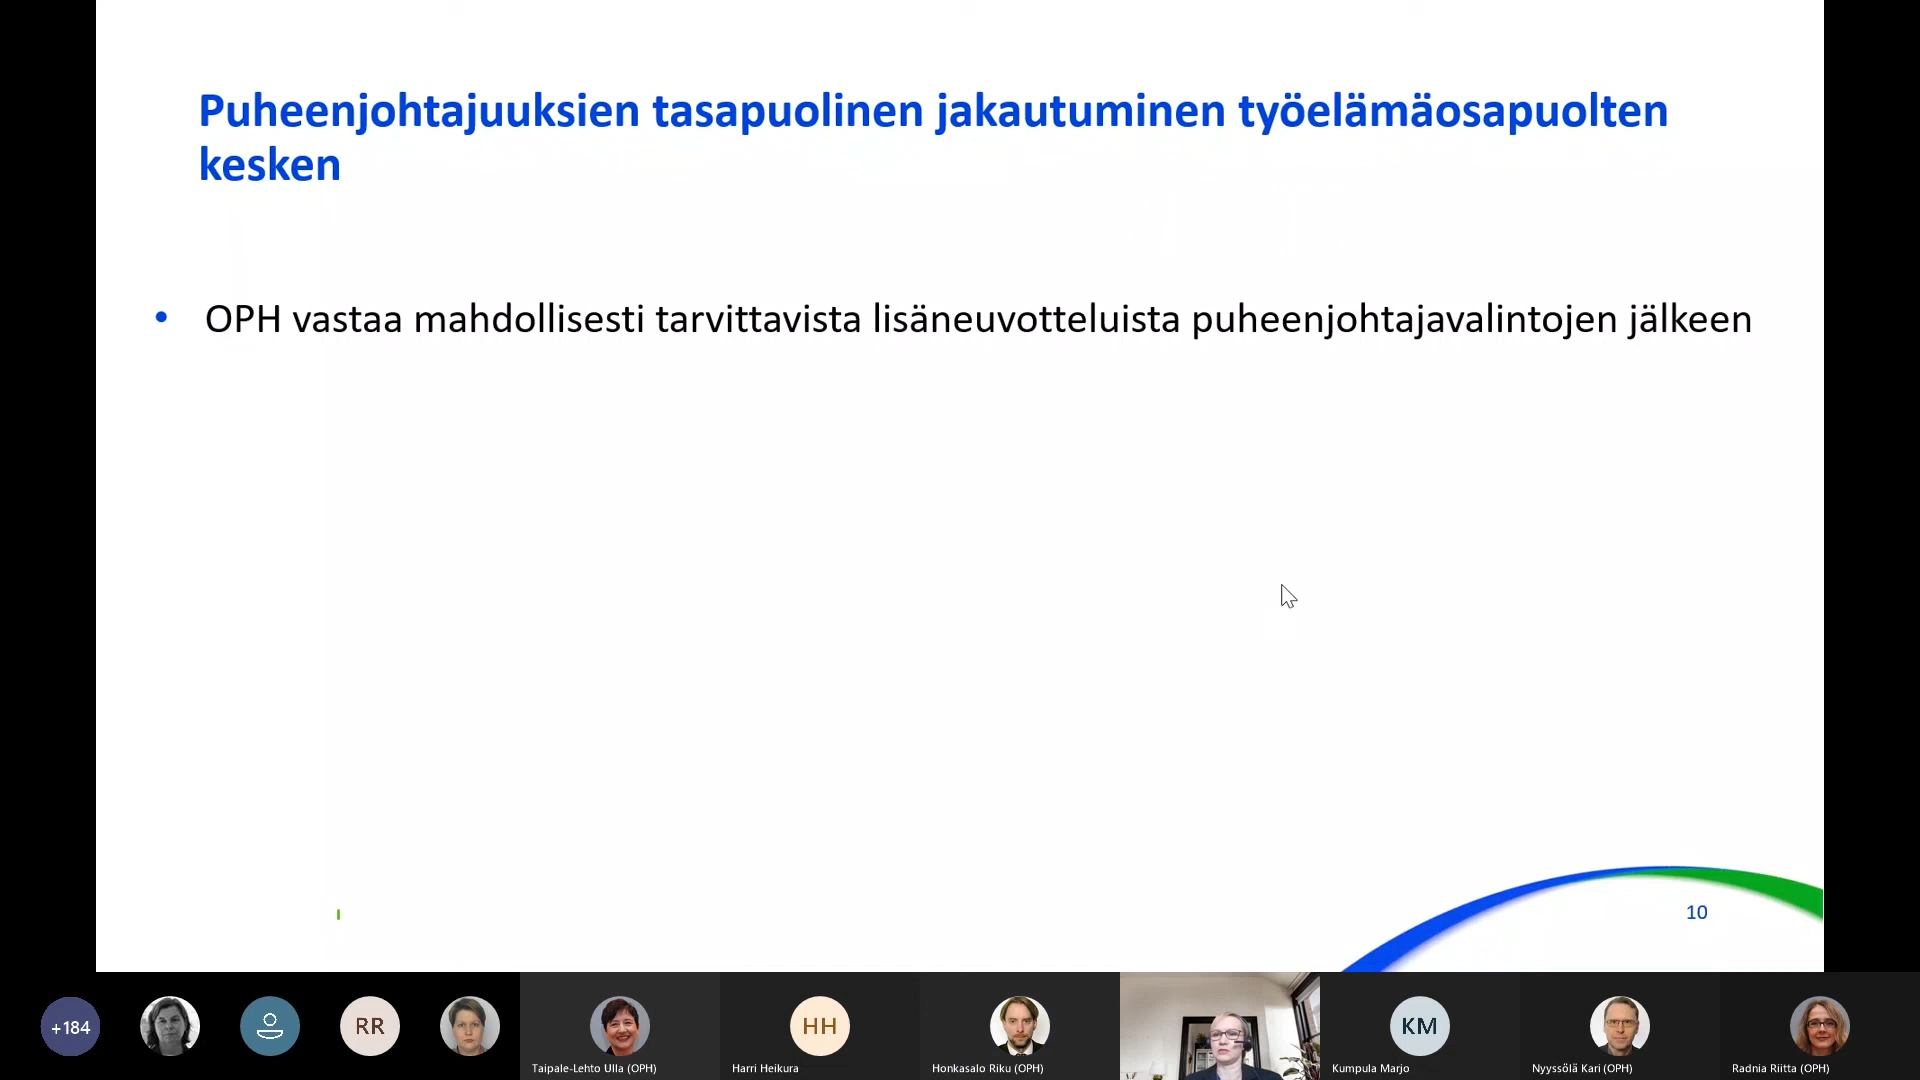 Puheenjohtajuuksien tasapuolinen jakautuminen työelämäosapuolten
kesken
• OPH vastaa mahdollisesti tarvittavista lisäneuvotteluista puheenjohtajavalintojen jälkeen
10
+184
RR
HH
KM
Taipale-Lehto Ulla (OPH)
Harri Heikura
Honkasalo Riku (OPH)
Kumpula Marjo
Nyyssölä Kari (OPH)
Radnia Riitta (OPH)